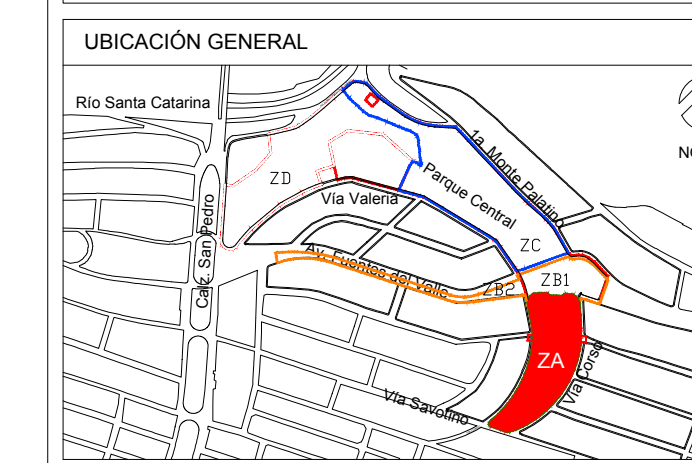 UBICACIÓN GENERAL
Río Santa Catarina
1a. Monte Palatino
ZD
Parque Central
Vía Valeria
Calz. San Pedro
ZC
Av. Fuentes del Valle
ZB2
ZB1
ZA
Vía Corso
Vía Savotino